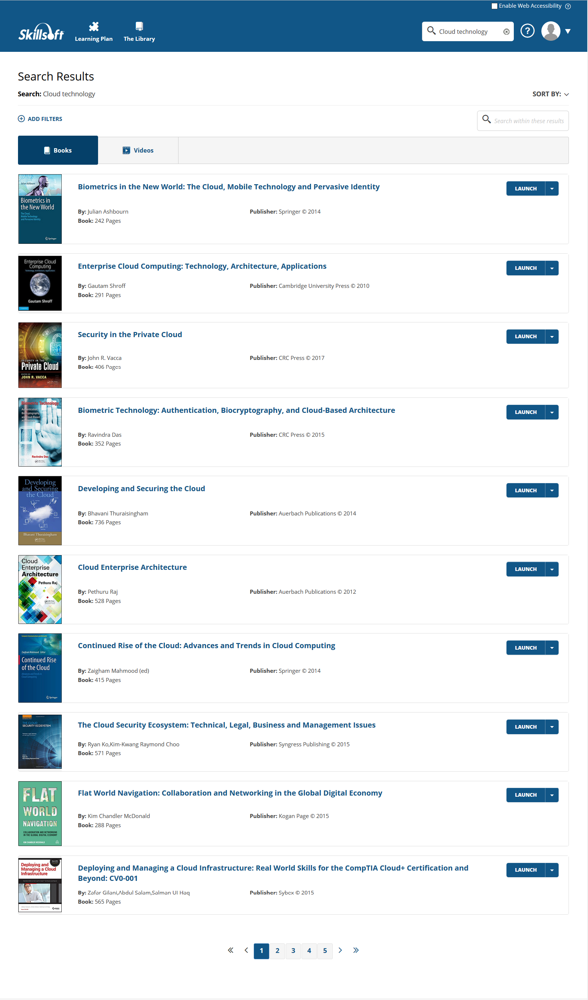 Enable Web Accessibility ?
Skillsoft
Learning Plan
The Library
Cloud technology
?
Search Results
Search: Cloud technology
SORT BY:
ADD FILTERS
Search within these results
Books
Videos
Julian Ashbourn
Biometrics in
the New World
The Cloud,
Mobile Technology
and Pervasive Identity
Springer
Biometrics in the New World: The Cloud, Mobile Technology and Pervasive Identity
LAUNCH
By: Julian Ashbourn
Publisher: Springer © 2014
Book: 242 Pages
Enterprise Cloud
Computing
Technology, Architecture, Applications
Gautam Shroff
Enterprise Cloud Computing: Technology, Architecture, Applications
LAUNCH
By: Gautam Shroff
Publisher: Cambridge University Press © 2010
Book: 291 Pages
SECURITY IN THE
Private Cloud
EDITED BY
JOHN R. VACCA
CRC Press
Security in the Private Cloud
LAUNCH
By: John R. Vacca
Publisher: CRC Press © 2017
Book: 406 Pages
Biometric Technology
Authentication,
Biocryptography,
and Cloud-Based
Architecture
Ravindra Das
CRC Press
Biometric Technology: Authentication, Biocryptography, and Cloud-Based Architecture
LAUNCH
By: Ravindra Das
Publisher: CRC Press © 2015
Book: 352 Pages
Developing
and Securing
the Cloud
Bhavani Thuraisingham
CRC Press
Developing and Securing the Cloud
LAUNCH
By: Bhavani Thuraisingham
Publisher: Auerbach Publications © 2014
Book: 736 Pages
Cloud
Enterprise
Architecture
Pethuru Raj
CRC Press
Cloud Enterprise Architecture
LAUNCH
By: Pethuru Raj
Publisher: Auerbach Publications © 2012
Book: 528 Pages
Computer Communications and Networks
Zaigham Mahmood Editor
Continued Rise
of the Cloud
Advances and Trends in
Cloud Computing
Springer
Continued Rise of the Cloud: Advances and Trends in Cloud Computing
LAUNCH
By: Zaigham Mahmood (ed)
Publisher: Springer © 2014
Book: 415 Pages
THE CLOUD
SECURITY ECOSYSTEM
Technical, Legal, Business
and Management Issues
Edited by
Ryan Ko
Kim-Kwang Raymond Choo
The Cloud Security Ecosystem: Technical, Legal, Business and Management Issues
LAUNCH
By: Ryan Ko,Kim-Kwang Raymond Choo
Publisher: Syngress Publishing © 2015
Book: 571 Pages
FLAT
WORLD
NAVIGATION
COLLABORATION AND NETWORKING
IN THE GLOBAL DIGITAL ECONOMY
KIM CHANDLER MCDONALD
Flat World Navigation: Collaboration and Networking in the Global Digital Economy
LAUNCH
By: Kim Chandler McDonald
Publisher: Kogan Page © 2015
Book: 288 Pages
Deploying and
Managing a Cloud
Infrastructure
SYBEX
Deploying and Managing a Cloud Infrastructure: Real World Skills for the CompTIA Cloud+ Certification and
Beyond: CV0-001
LAUNCH
By: Zafar Gilani,Abdul Salam,Salman UI Haq
Publisher: Sybex © 2015
Book: 565 Pages
1 2 3 4 5